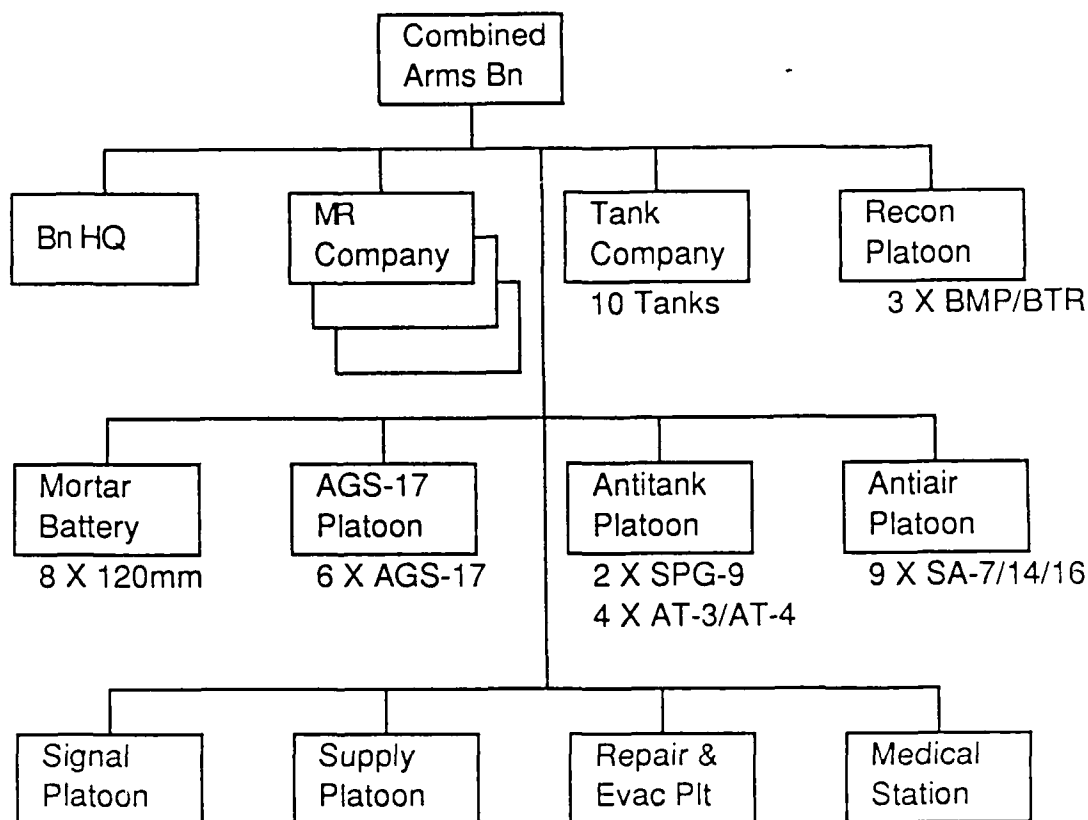 Combined
Arms Bn
Bn HQ
MR
Company
Tank
Company
10 Tanks
Recon
Platoon
3 X BMP/BTR
Mortar
Battery
8 X 120mm
AGS-17
Platoon
6 X AGS-17
Antitank
Platoon
2 X SPG-9
4 X AT-3/AT-4
Antiair
Platoon
9 X SA-7/14/16
Signal
Platoon
Supply
Platoon
Repair &
Evac Plt
Medical
Station